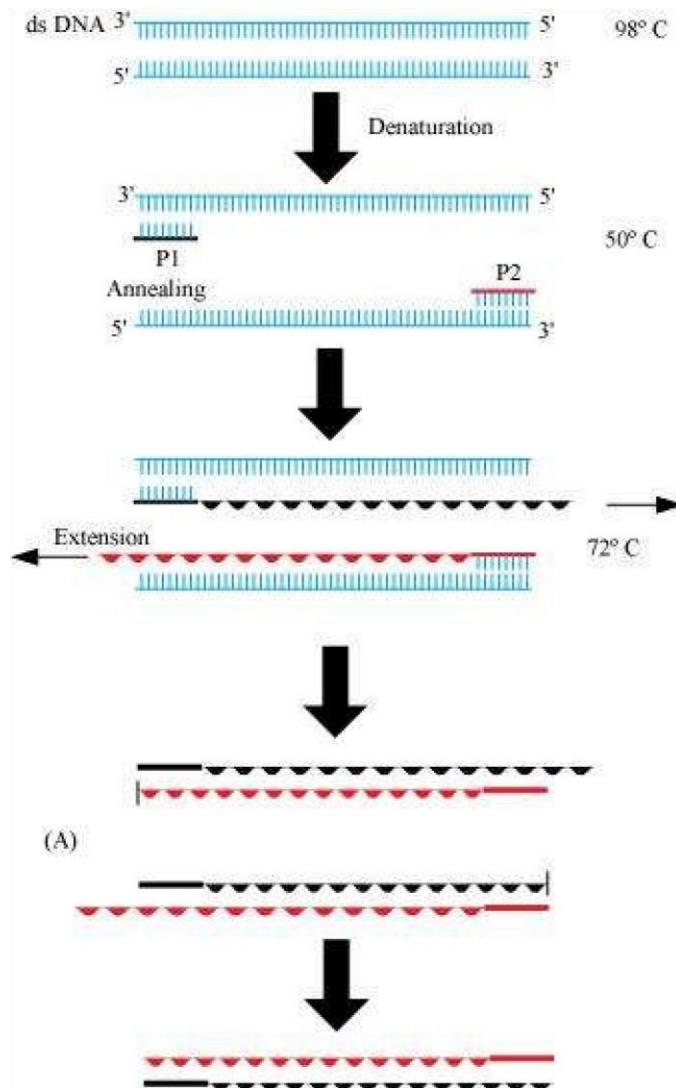 ds DNA 3' 5' 98° C
5' 3'
Denaturation
3' 5'
50° C
P1 P2
Annealing
5' 3'
Extension 72° C
(A)